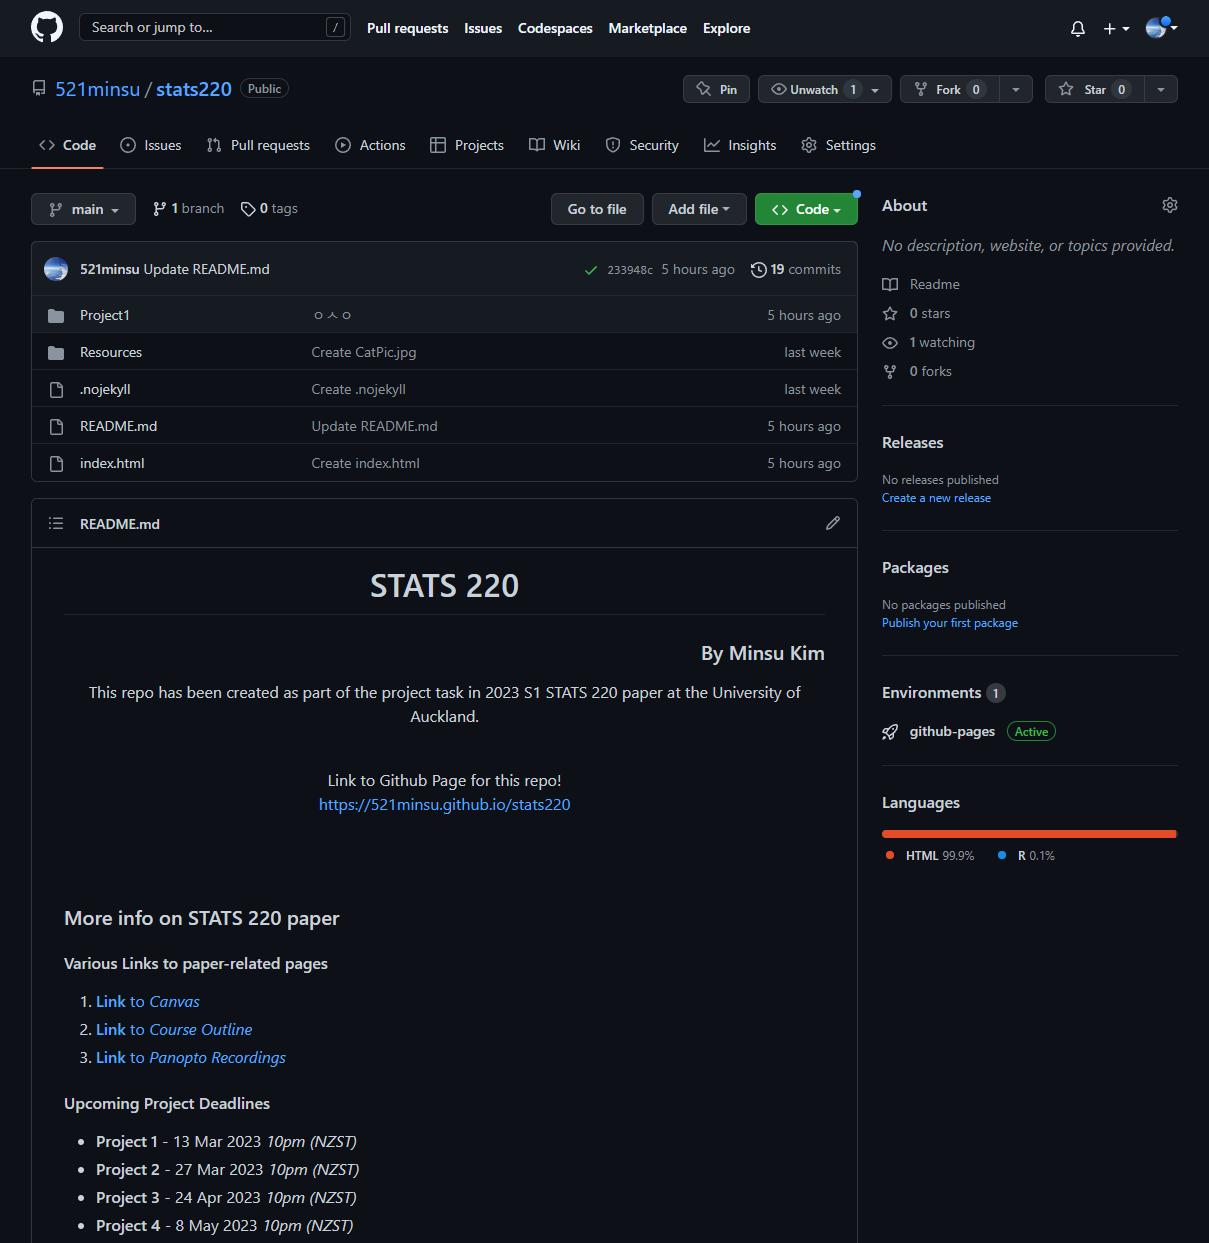 Search or jump to... /
Pull requests Issues Codespaces Marketplace Explore
521minsu / stats220 Public
Pin Unwatch 1 Fork 0 Star 0
Code Issues Pull requests Actions Projects Wiki Security Insights Settings
main 1 branch 0 tags Go to file Add file Code
521minsu Update README.md 233948c 5 hours ago 19 commits
Project1 ㅇㅅㅇ 5 hours ago
Resources Create CatPic.jpg last week
.nojekyll Create .nojekyll last week
README.md Update README.md 5 hours ago
index.html Create index.html 5 hours ago
README.md
STATS 220
By Minsu Kim
This repo has been created as part of the project task in 2023 S1 STATS 220 paper at the University of
Auckland.
Link to Github Page for this repo!
https://521minsu.github.io/stats220
More info on STATS 220 paper
Various Links to paper-related pages
1. Link to Canvas
2. Link to Course Outline
3. Link to Panopto Recordings
Upcoming Project Deadlines
• Project 1 - 13 Mar 2023 10pm (NZST)
• Project 2 - 27 Mar 2023 10pm (NZST)
• Project 3 - 24 Apr 2023 10pm (NZST)
• Project 4 - 8 May 2023 10pm (NZST)
About
No description, website, or topics provided.
Readme
0 stars
1 watching
0 forks
Releases
No releases published
Create a new release
Packages
No packages published
Publish your first package
Environments 1
github-pages Active
Languages
HTML 99.9% R 0.1%